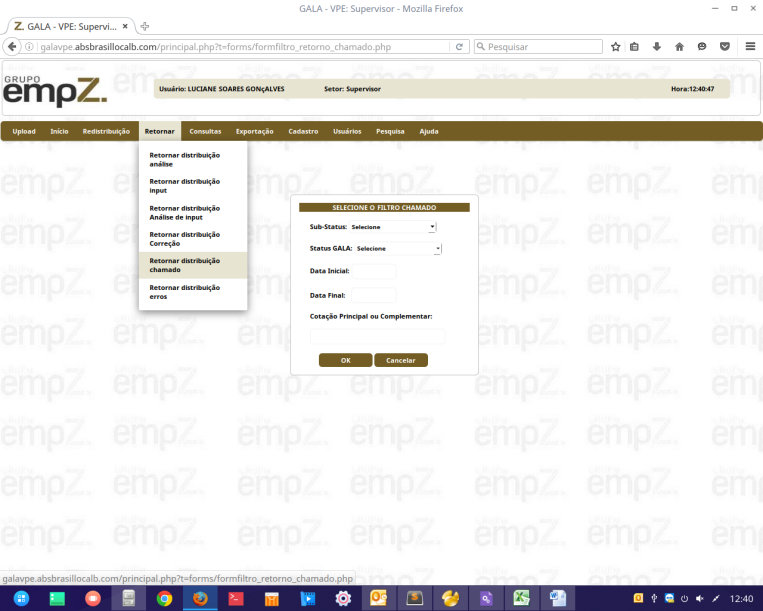 GALA - VPE: Supervisor - Mozilla Firefox
Z. GALA - VPE: Supervi...
galavpe.absbrasillocalb.com/principal.php?t=forms/formfiltro_retorno_chamado.php
Pesquisar
GRUPO
empZ.
Usuário: LUCIANE SOARES GONçALVES Setor: Supervisor Hora:12:40:47
Upload Início Redistribuição Retornar Consultas Exportação Cadastro Usuários Pesquisa Ajuda
Retornar distribuição
análise
Retornar distribuição
input
Retornar distribuição
Análise de input
Retornar distribuição
Correção
Retornar distribuição
chamado
Retornar distribuição
erros
SELECIONE O FILTRO CHAMADO
Sub-Status: Selecione
Status GALA: Selecione
Data Inicial:
Data Final:
Cotação Principal ou Complementar:
OK Cancelar
galavpe.absbrasillocalb.com/principal.php?t=forms/formfiltro_retorno_chamado.php
12:40